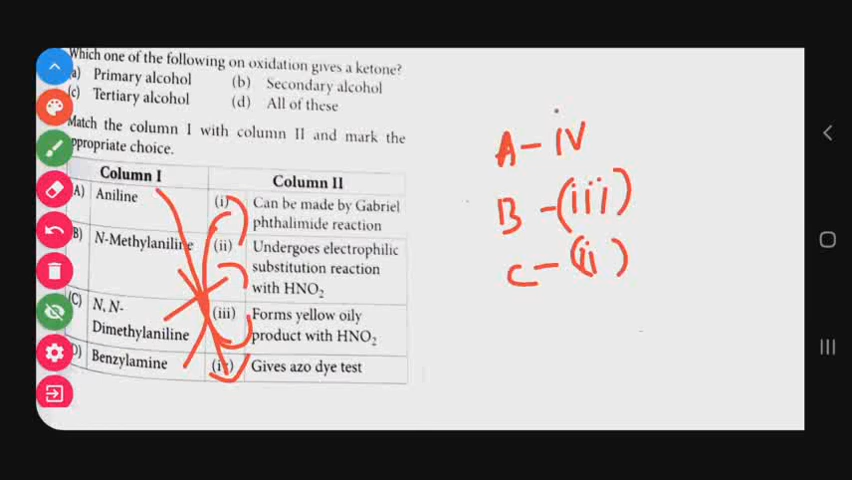 Which one of the following on oxidation gives a ketone?
a) Primary alcohol (b) Secondary alcohol
(c) Tertiary alcohol (d) All of these
Match the column I with column II and mark the
ppropriate choice.
Column I Column II
A) Aniline (i) Can be made by Gabriel
phthalimide reaction
B) N-Methylaniline (ii) Undergoes electrophilic
substitution reaction
with HNO₂
(C) N, N- (iii) Forms yellow oily
Dimethylaniline product with HNO₂
D) Benzylamine (iv) Gives azo dye test
A - iv
B - (iii)
C - (ii)